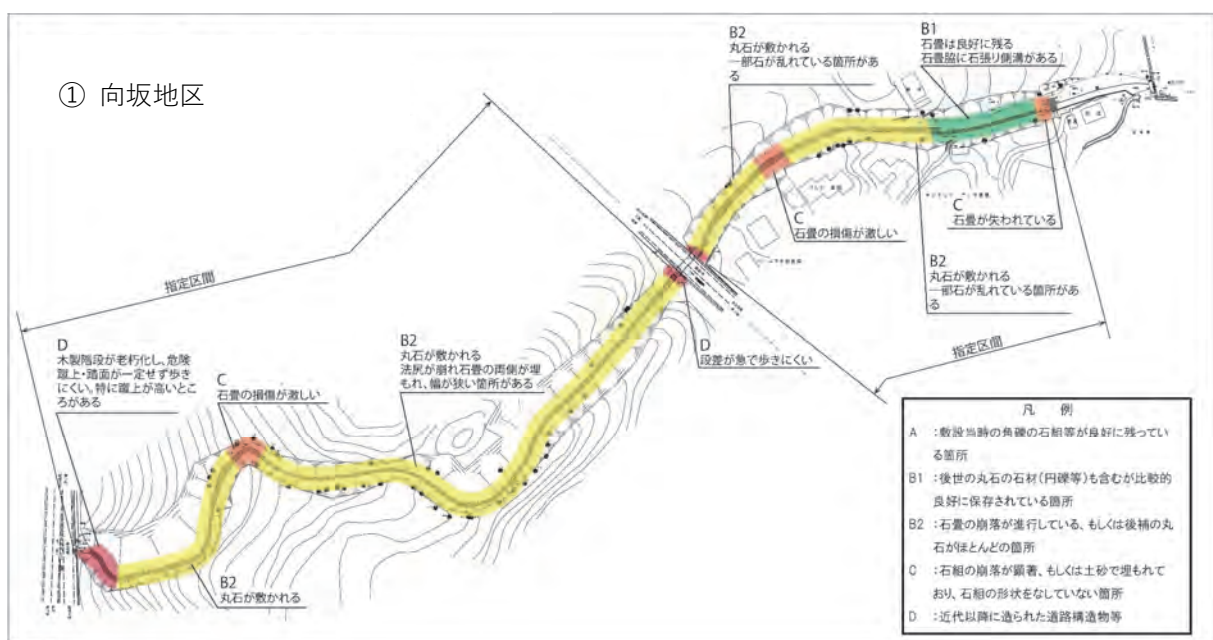 ① 向坂地区
B2
丸石が敷かれる
一部石が乱れている箇所があ
る
B1
石畳は良好に残る
石畳脇に石張り側溝がある
C
石畳の損傷が激しい
C
石畳が失われている
B2
丸石が敷かれる
一部石が乱れている箇所があ
る
指定区間
指定区間
D
木製階段が老朽化し、危険
蹴上・踏面が一定せず歩き
にくい。特に蹴上が高いとこ
ろがある
C
石畳の損傷が激しい
B2
丸石が敷かれる
法尻が崩れ石畳の両側が埋
もれ、幅が狭い箇所がある
D
段差が急で歩きにくい
B2
丸石が敷かれる
凡 例
A :敷設当時の角礫の石組等が良好に残ってい
る箇所
B1 :後世の丸石の石材(円礫等)も含むが比較的
良好に保存されている箇所
B2 :石畳の崩落が進行している、もしくは後補の丸
石がほとんどの箇所
C :石組の崩落が顕著、もしくは土砂で埋もれて
おり、石組の形状をなしていない箇所
D :近代以降に造られた道路構造物等